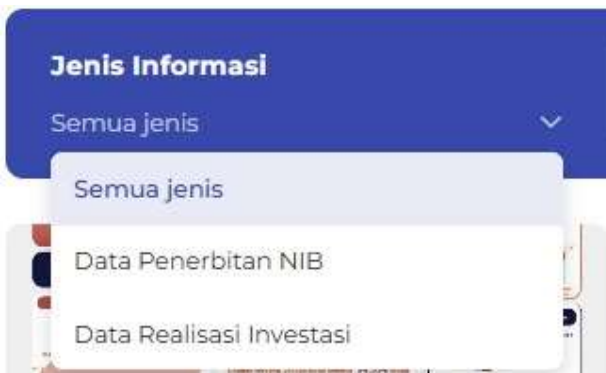 Jenis Informasi
Semua jenis
Semua jenis
Data Penerbitan NIB
Data Realisasi Investasi